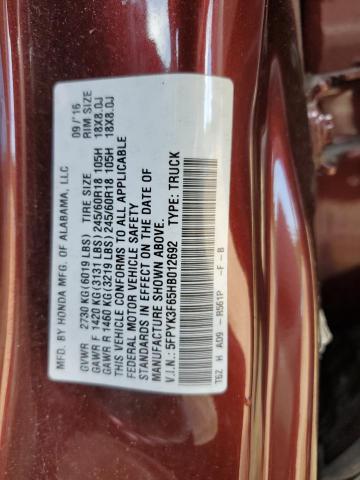 MFD. BY HONDA MFG. OF ALABAMA, LLC 09/'16
GVWR 2730 KG (6019 LBS) TIRE SIZE RIM SIZE
GAWR F 1420 KG (3131 LBS) 245/60R18 105H 18X8.0J
GAWR R 1460 KG (3219 LBS) 245/60R18 105H 18X8.0J
THIS VEHICLE CONFORMS TO ALL APPLICABLE
FEDERAL MOTOR VEHICLE SAFETY
STANDARDS IN EFFECT ON THE DATE OF
MANUFACTURE SHOWN ABOVE.
V.I.N.: 5FPYK3F65HB012692 TYPE: TRUCK
T6Z H A09 -R561P -F -B